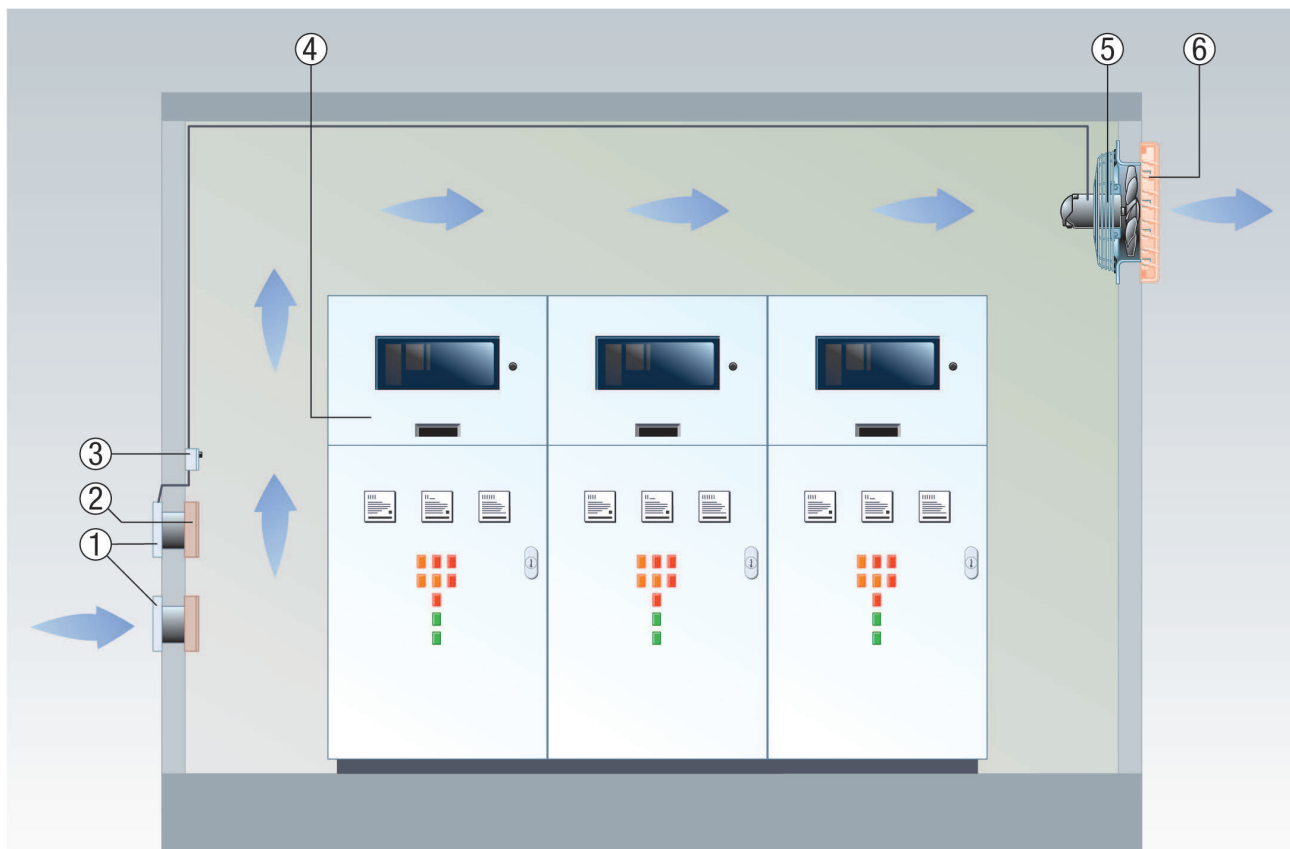 ④ ⑤ ⑥
③
②
①